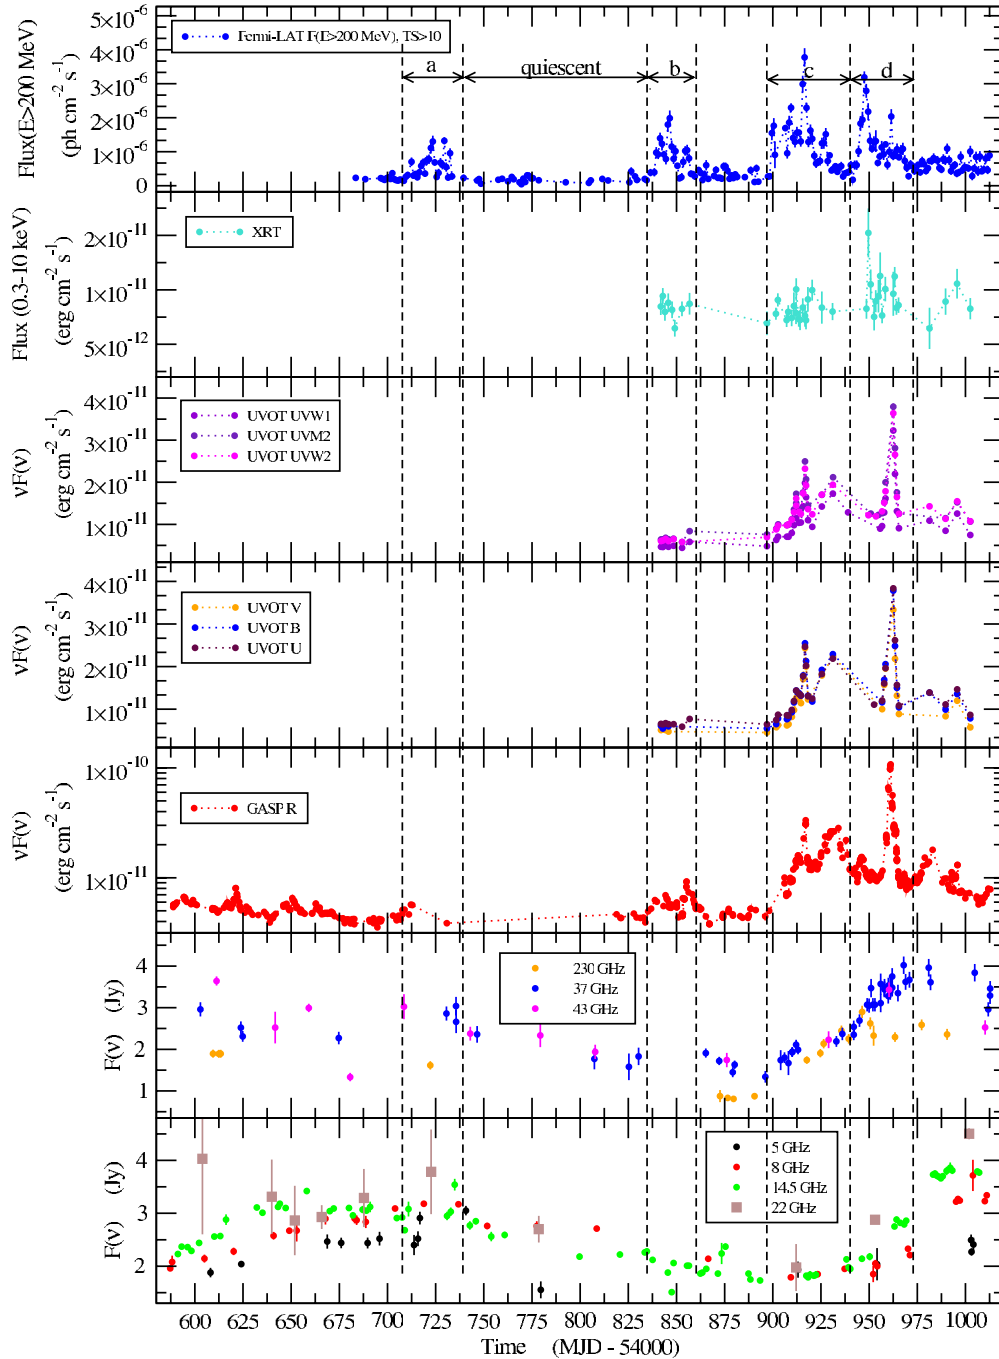 Flux(E>200 MeV)
(ph cm⁻² s⁻¹)
5×10⁻⁶
4×10⁻⁶
3×10⁻⁶
2×10⁻⁶
1×10⁻⁶
0
Fermi-LAT F(E>200 MeV), TS>10
a
quiescent
b
c
d
Flux (0.3-10 keV)
(erg cm⁻² s⁻¹)
2×10⁻¹¹
1×10⁻¹¹
5×10⁻¹²
XRT
νF(ν)
(erg cm⁻² s⁻¹)
4×10⁻¹¹
3×10⁻¹¹
2×10⁻¹¹
1×10⁻¹¹
UVOT UVW1
UVOT UVM2
UVOT UVW2
νF(ν)
(erg cm⁻² s⁻¹)
4×10⁻¹¹
3×10⁻¹¹
2×10⁻¹¹
1×10⁻¹¹
UVOT V
UVOT B
UVOT U
νF(ν)
(erg cm⁻² s⁻¹)
1×10⁻¹⁰
1×10⁻¹¹
GASP R
F(ν) (Jy)
4
3
2
1
230 GHz
37 GHz
43 GHz
F(ν) (Jy)
4
3
2
5 GHz
8 GHz
14.5 GHz
22 GHz
600 625 650 675 700 725 750 775 800 825 850 875 900 925 950 975 1000
Time (MJD - 54000)